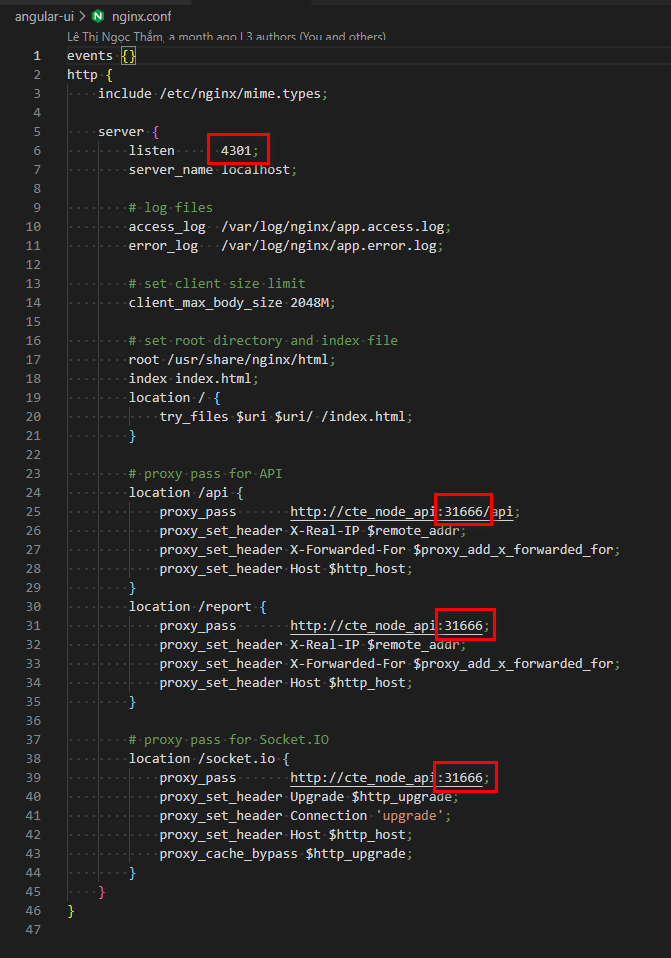 angular-ui > nginx.conf
Lê Thị Ngọc Thắm, a month ago | 3 authors (You and others)
1 events {}
2 http {
3     include /etc/nginx/mime.types;
4
5     server {
6         listen      4301;
7         server_name localhost;
8
9         # log files
10         access_log  /var/log/nginx/app.access.log;
11         error_log   /var/log/nginx/app.error.log;
12
13         # set client size limit
14         client_max_body_size 2048M;
15
16         # set root directory and index file
17         root /usr/share/nginx/html;
18         index index.html;
19         location / {
20             try_files $uri $uri/ /index.html;
21         }
22
23         # proxy pass for API
24         location /api {
25             proxy_pass       http://cte_node_api:31666/api;
26             proxy_set_header X-Real-IP $remote_addr;
27             proxy_set_header X-Forwarded-For $proxy_add_x_forwarded_for;
28             proxy_set_header Host $http_host;
29         }
30         location /report {
31             proxy_pass       http://cte_node_api:31666;
32             proxy_set_header X-Real-IP $remote_addr;
33             proxy_set_header X-Forwarded-For $proxy_add_x_forwarded_for;
34             proxy_set_header Host $http_host;
35         }
36
37         # proxy pass for Socket.IO
38         location /socket.io {
39             proxy_pass       http://cte_node_api:31666;
40             proxy_set_header Upgrade $http_upgrade;
41             proxy_set_header Connection 'upgrade';
42             proxy_set_header Host $http_host;
43             proxy_cache_bypass $http_upgrade;
44         }
45     }
46 }
47